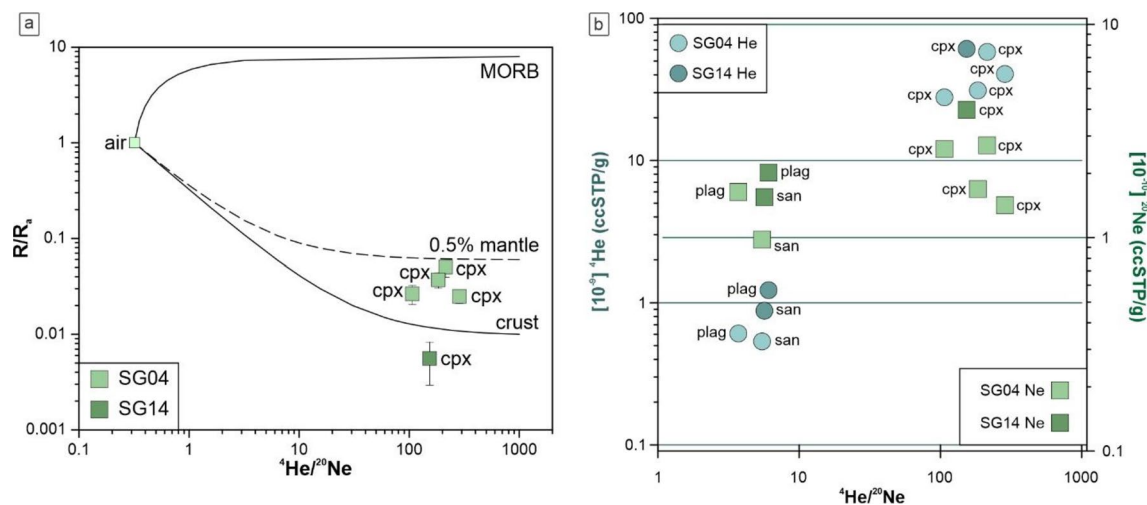 a
10
1
0.1
0.01
0.001
R/Ra
MORB
air
0.5% mantle
cpx
cpx
cpx
cpx
crust
cpx
SG04
SG14
0.1
1
10
100
1000
⁴He/²⁰Ne
b
100
10
1
0.1
[10⁻⁹] ⁴He (ccSTP/g)
SG04 He
SG14 He
cpx
cpx
cpx
cpx
cpx
cpx
cpx
cpx
cpx
cpx
plag
plag
san
san
plag
san
plag
san
SG04 Ne
SG14 Ne
10
1
0.1
[10⁻¹⁰] ²⁰Ne (ccSTP/g)
1
10
100
1000
⁴He/²⁰Ne